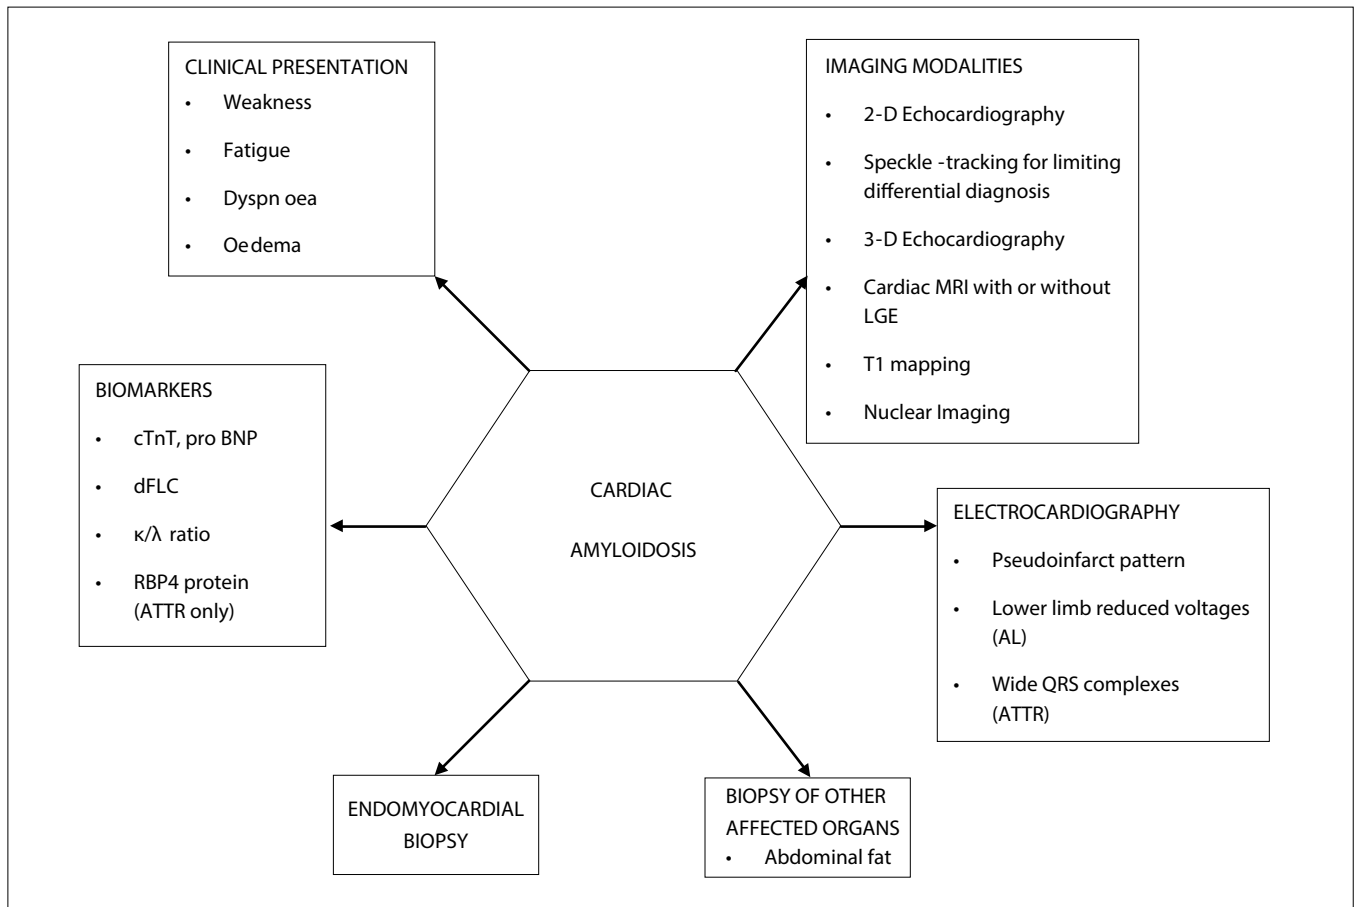 CLINICAL PRESENTATION
• Weakness
• Fatigue
• Dyspn oea
• Oedema
IMAGING MODALITIES
• 2-D Echocardiography
• Speckle -tracking for limiting
differential diagnosis
• 3-D Echocardiography
• Cardiac MRI with or without
LGE
• T1 mapping
• Nuclear Imaging
BIOMARKERS
• cTnT, pro BNP
• dFLC
• κ/λ ratio
• RBP4 protein
(ATTR only)
CARDIAC
AMYLOIDOSIS
ELECTROCARDIOGRAPHY
• Pseudoinfarct pattern
• Lower limb reduced voltages
(AL)
• Wide QRS complexes
(ATTR)
ENDOMYOCARDIAL
BIOPSY
BIOPSY OF OTHER
AFFECTED ORGANS
• Abdominal fat